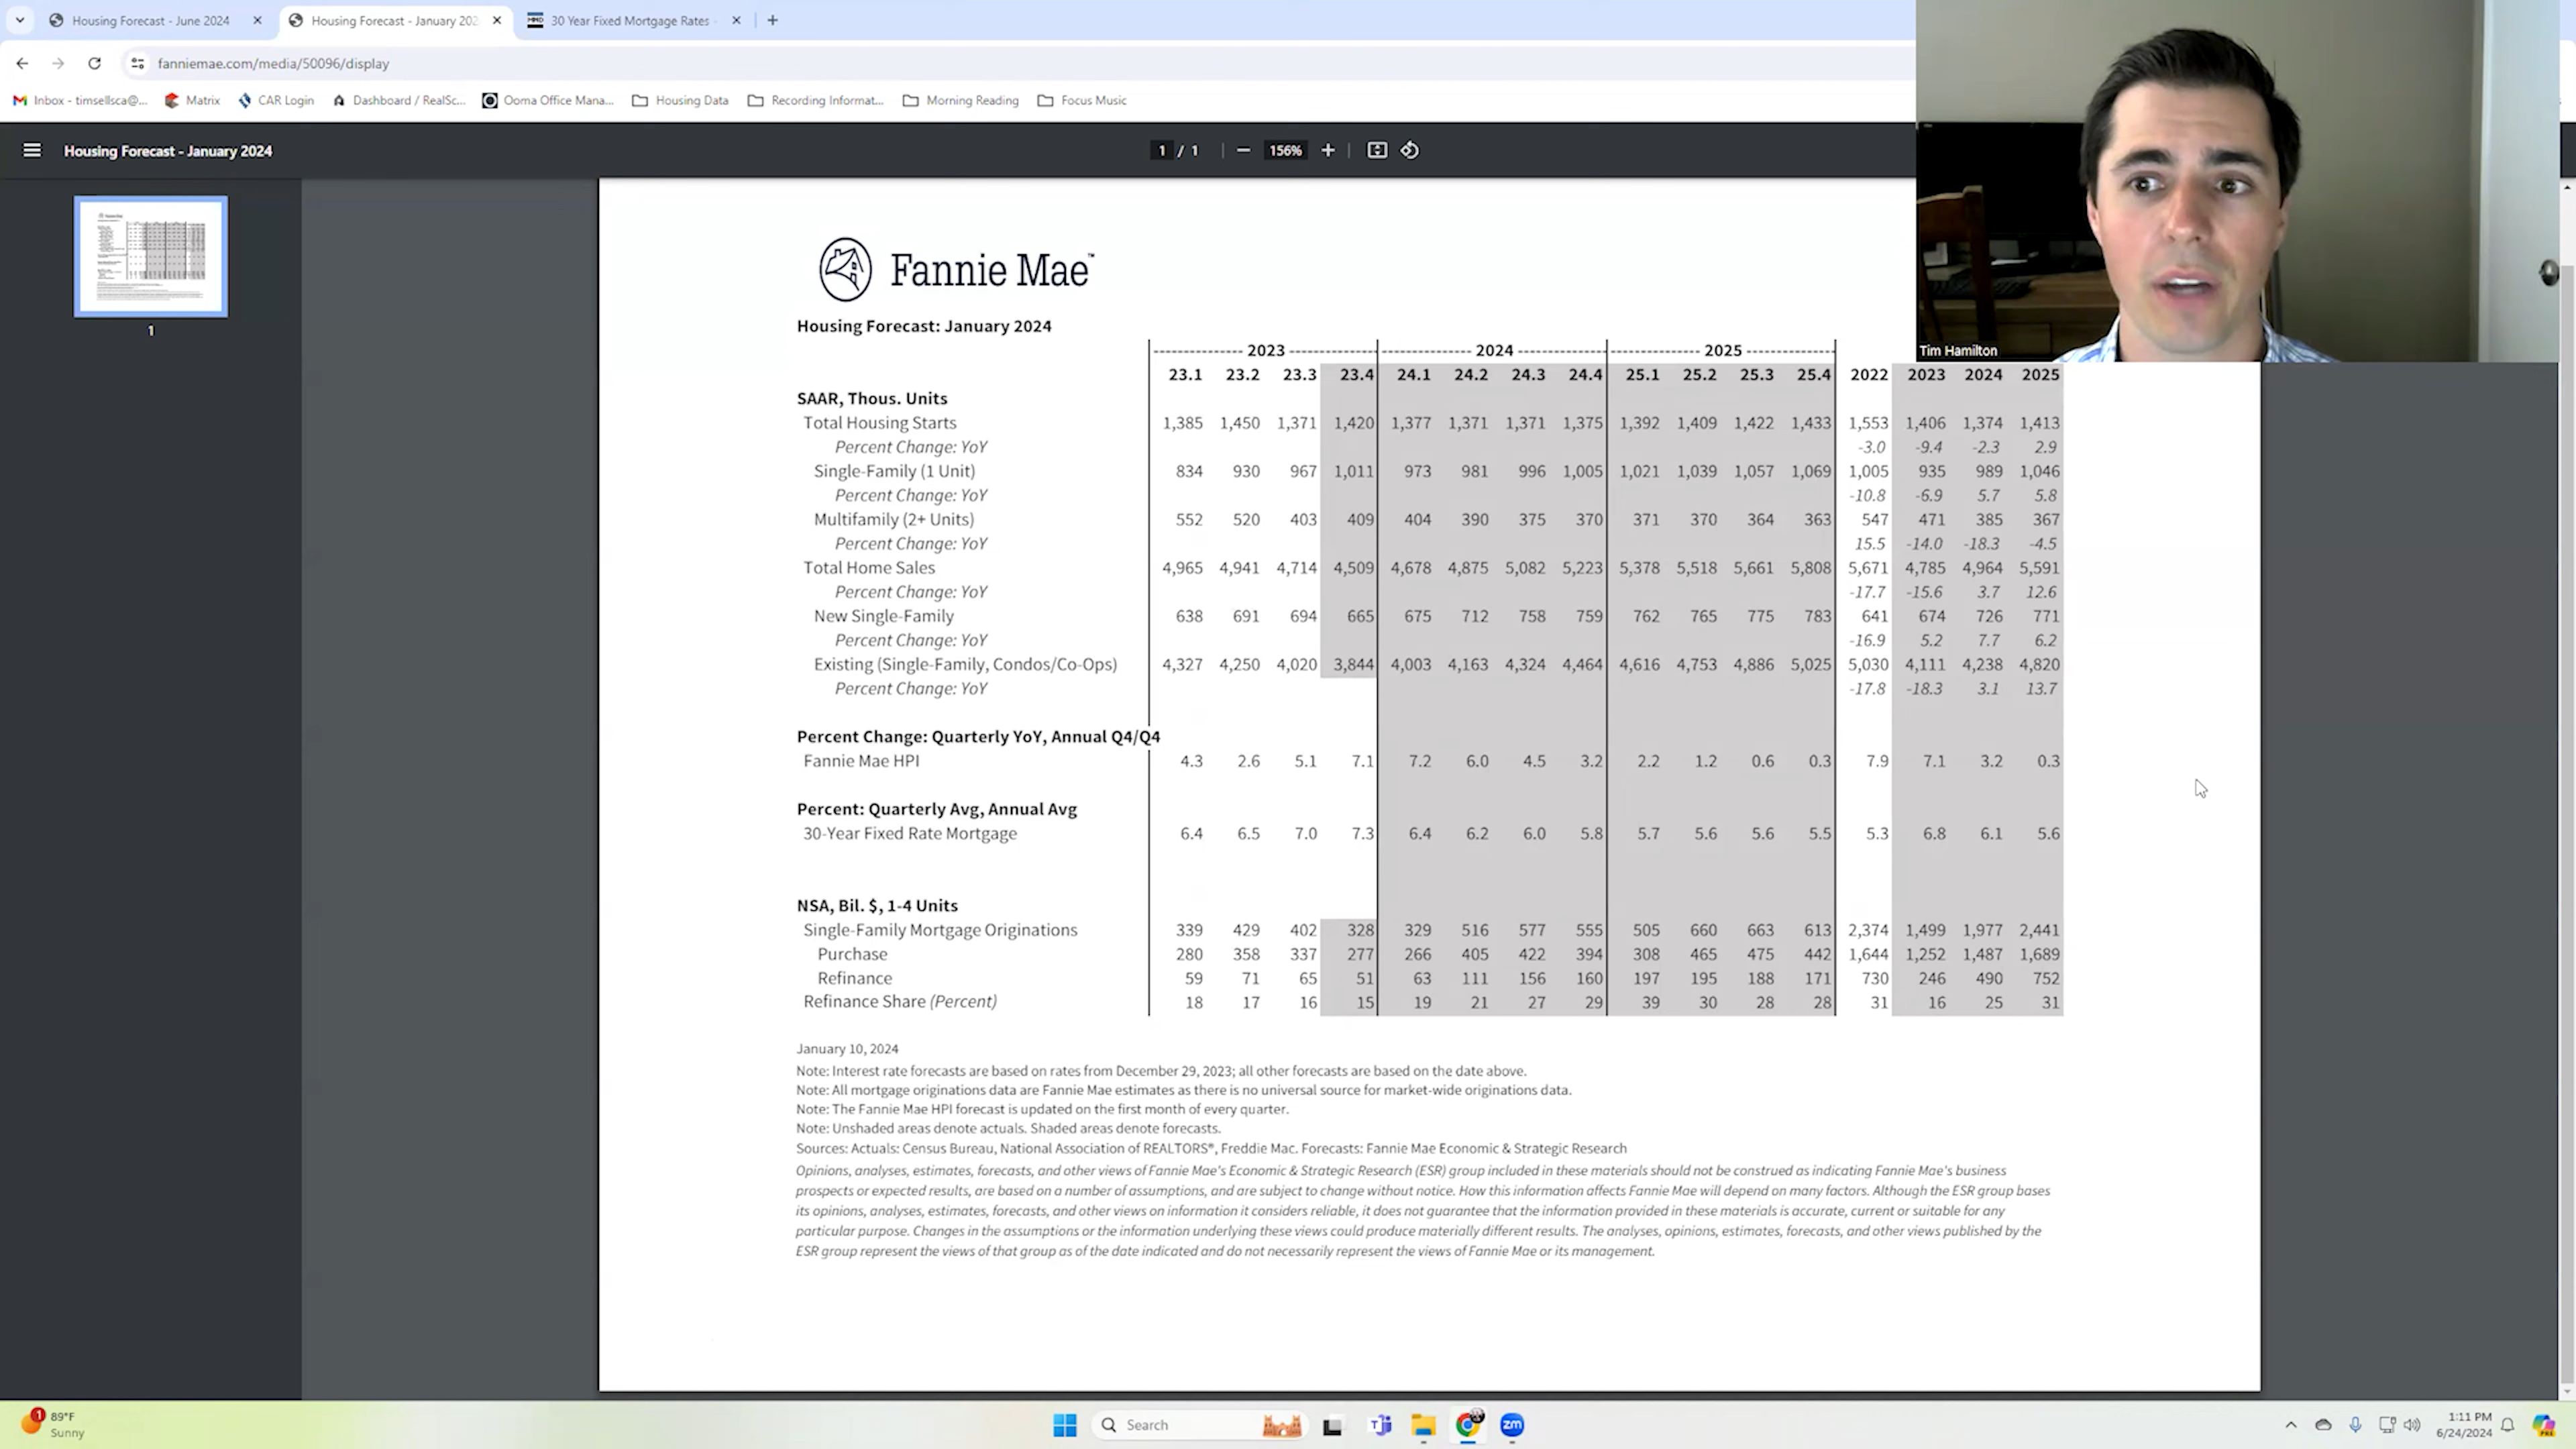 Housing Forecast - June 2024
Housing Forecast - January 202
30 Year Fixed Mortgage Rates -
fanniemae.com/media/50096/display
Inbox - timsellsca@... Matrix CAR Login Dashboard / RealSc... Ooma Office Mana... Housing Data Recording Informat... Morning Reading Focus Music
Housing Forecast - January 2024
1 / 1 156%
1
Tim Hamilton
Fannie Mae™
Housing Forecast: January 2024
2023 2024 2025
23.1 23.2 23.3 23.4 24.1 24.2 24.3 24.4 25.1 25.2 25.3 25.4 2022 2023 2024 2025
SAAR, Thous. Units
Total Housing Starts 1,385 1,450 1,371 1,420 1,377 1,371 1,371 1,375 1,392 1,409 1,422 1,433 1,553 1,406 1,374 1,413
Percent Change: YoY -3.0 -9.4 -2.3 2.9
Single-Family (1 Unit) 834 930 967 1,011 973 981 996 1,005 1,021 1,039 1,057 1,069 1,005 935 989 1,046
Percent Change: YoY -10.8 -6.9 5.7 5.8
Multifamily (2+ Units) 552 520 403 409 404 390 375 370 371 370 364 363 547 471 385 367
Percent Change: YoY 15.5 -14.0 -18.3 -4.5
Total Home Sales 4,965 4,941 4,714 4,509 4,678 4,875 5,082 5,223 5,378 5,518 5,661 5,808 5,671 4,785 4,964 5,591
Percent Change: YoY -17.7 -15.6 3.7 12.6
New Single-Family 638 691 694 665 675 712 758 759 762 765 775 783 641 674 726 771
Percent Change: YoY -16.9 5.2 7.7 6.2
Existing (Single-Family, Condos/Co-Ops) 4,327 4,250 4,020 3,844 4,003 4,163 4,324 4,464 4,616 4,753 4,886 5,025 5,030 4,111 4,238 4,820
Percent Change: YoY -17.8 -18.3 3.1 13.7
Percent Change: Quarterly YoY, Annual Q4/Q4
Fannie Mae HPI 4.3 2.6 5.1 7.1 7.2 6.0 4.5 3.2 2.2 1.2 0.6 0.3 7.9 7.1 3.2 0.3
Percent: Quarterly Avg, Annual Avg
30-Year Fixed Rate Mortgage 6.4 6.5 7.0 7.3 6.4 6.2 6.0 5.8 5.7 5.6 5.6 5.5 5.3 6.8 6.1 5.6
NSA, Bil. $, 1-4 Units
Single-Family Mortgage Originations 339 429 402 328 329 516 577 555 505 660 663 613 2,374 1,499 1,977 2,441
Purchase 280 358 337 277 266 405 422 394 308 465 475 442 1,644 1,252 1,487 1,689
Refinance 59 71 65 51 63 111 156 160 197 195 188 171 730 246 490 752
Refinance Share (Percent) 18 17 16 15 19 21 27 29 39 30 28 28 31 16 25 31
January 10, 2024
Note: Interest rate forecasts are based on rates from December 29, 2023; all other forecasts are based on the date above.
Note: All mortgage originations data are Fannie Mae estimates as there is no universal source for market-wide originations data.
Note: The Fannie Mae HPI forecast is updated on the first month of every quarter.
Note: Unshaded areas denote actuals. Shaded areas denote forecasts.
Sources: Actuals: Census Bureau, National Association of REALTORS®, Freddie Mac. Forecasts: Fannie Mae Economic & Strategic Research
Opinions, analyses, estimates, forecasts, and other views of Fannie Mae's Economic & Strategic Research (ESR) group included in these materials should not be construed as indicating Fannie Mae's business
prospects or expected results, are based on a number of assumptions, and are subject to change without notice. How this information affects Fannie Mae will depend on many factors. Although the ESR group bases
its opinions, analyses, estimates, forecasts, and other views on information it considers reliable, it does not guarantee that the information provided in these materials is accurate, current or suitable for any
particular purpose. Changes in the assumptions or the information underlying these views could produce materially different results. The analyses, opinions, estimates, forecasts, and other views published by the
ESR group represent the views of that group as of the date indicated and do not necessarily represent the views of Fannie Mae or its management.
1
89°F
Sunny
Search
zm
1:11 PM
6/24/2024